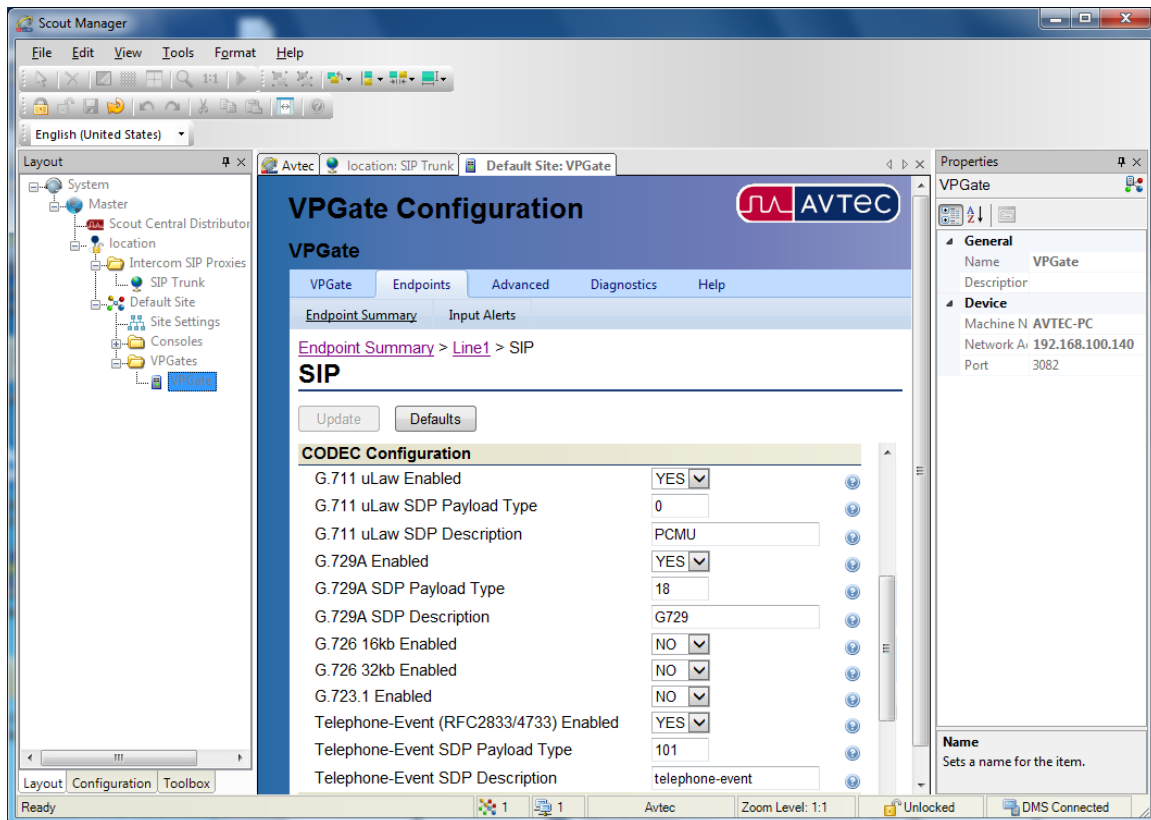 Scout Manager
File Edit View Tools Format Help
1:1
English (United States)
Layout
System
Master
Scout Central Distributor
location
Intercom SIP Proxies
SIP Trunk
Default Site
Site Settings
Consoles
VPGates
VPGate
Layout Configuration Toolbox
Avtec location: SIP Trunk Default Site: VPGate
VPGate Configuration
AVTEC
VPGate
VPGate Endpoints Advanced Diagnostics Help
Endpoint Summary Input Alerts
Endpoint Summary > Line1 > SIP
SIP
Update Defaults
CODEC Configuration
G.711 uLaw Enabled YES
G.711 uLaw SDP Payload Type 0
G.711 uLaw SDP Description PCMU
G.729A Enabled YES
G.729A SDP Payload Type 18
G.729A SDP Description G729
G.726 16kb Enabled NO
G.726 32kb Enabled NO
G.723.1 Enabled NO
Telephone-Event (RFC2833/4733) Enabled YES
Telephone-Event SDP Payload Type 101
Telephone-Event SDP Description telephone-event
Properties
VPGate
General
Name VPGate
Description
Device
Machine N AVTEC-PC
Network A 192.168.100.140
Port 3082
Name
Sets a name for the item.
Ready 1 1 Avtec Zoom Level: 1:1 Unlocked DMS Connected